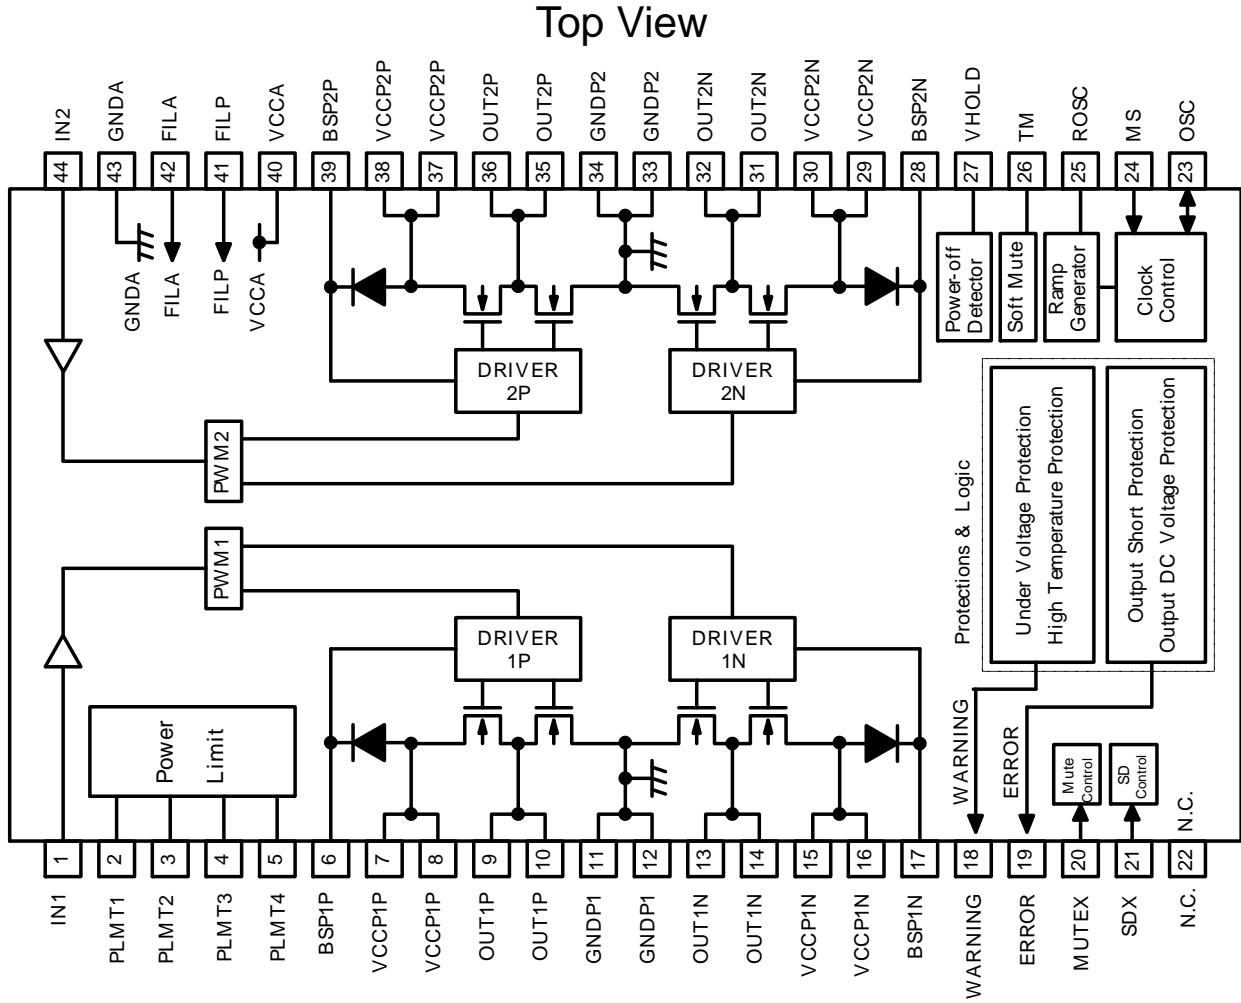 Top View
IN2
GNDA
FILA
FILP
VCCA
BSP2P
VCCP2P
VCCP2P
OUT2P
OUT2P
GNDP2
GNDP2
OUT2N
OUT2N
VCCP2N
VCCP2N
BSP2N
VHOLD
TM
ROSC
MS
OSC
44
43
42
41
40
39
38
37
36
35
34
33
32
31
30
29
28
27
26
25
24
23
GNDA
FILA
FILP
VCCA
Power-off
Detector
Soft Mute
Ramp
Generator
Clock
Control
DRIVER
2P
DRIVER
2N
PWM2
PWM1
DRIVER
1P
DRIVER
1N
Protections & Logic
Under Voltage Protection
High Temperature Protection
Output Short Protection
Output DC Voltage Protection
Power
Limit
WARNING
ERROR
Mute
Control
SD
Control
N.C.
1
2
3
4
5
6
7
8
9
10
11
12
13
14
15
16
17
18
19
20
21
22
IN1
PLMT1
PLMT2
PLMT3
PLMT4
BSP1P
VCCP1P
VCCP1P
OUT1P
OUT1P
GNDP1
GNDP1
OUT1N
OUT1N
VCCP1N
VCCP1N
BSP1N
WARNING
ERROR
MUTEX
SDX
N.C.